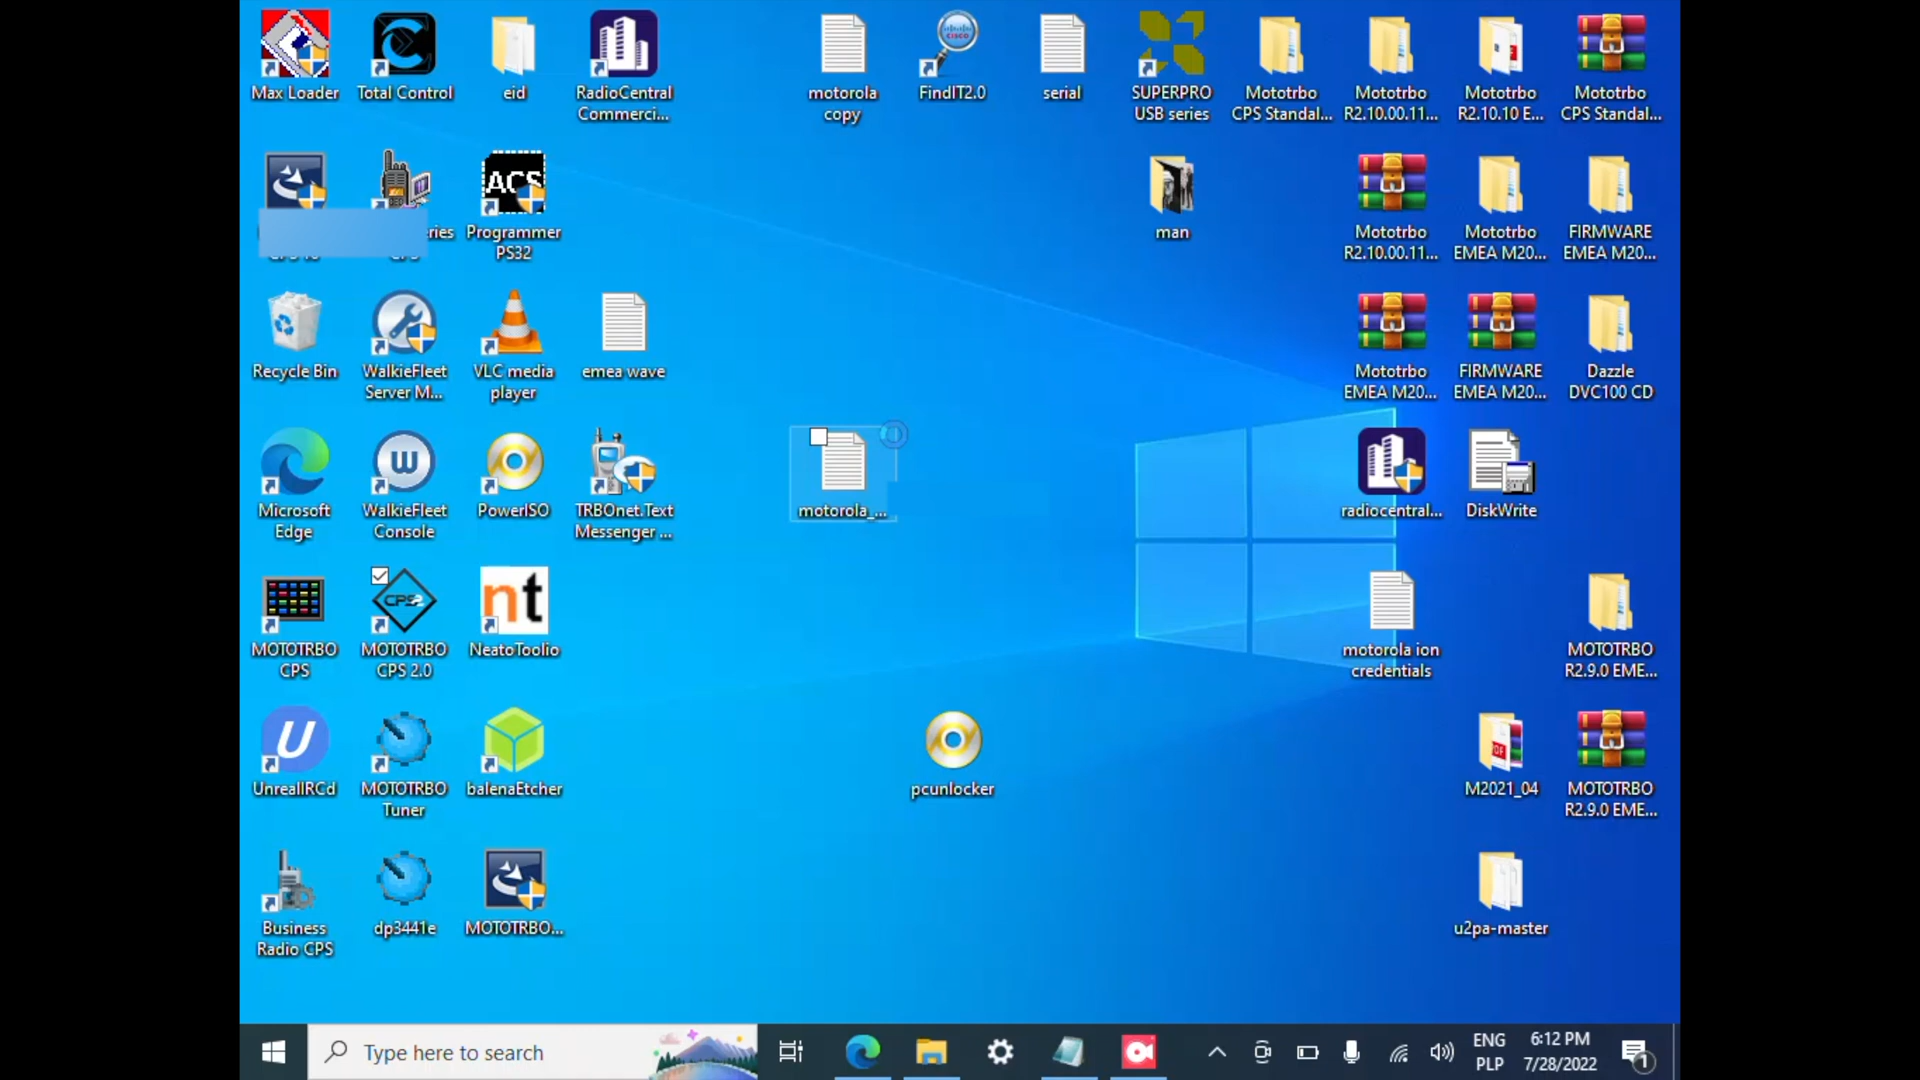 Max Loader
Total Control
eid
RadioCentral
Commerci...
motorola
copy
CISCO
FindIT2.0
serial
SUPERPRO
USB series
Mototrbo
CPS Standal...
Mototrbo
R2.10.00.11...
Mototrbo
R2.10.10 E...
Mototrbo
CPS Standal...
ries
ACS
Programmer
PS32
man
Mototrbo
R2.10.00.11...
Mototrbo
EMEA M20...
FIRMWARE
EMEA M20...
Recycle Bin
WalkieFleet
Server M...
VLC media
player
emea wave
Mototrbo
EMEA M20...
FIRMWARE
EMEA M20...
Dazzle
DVC100 CD
Microsoft
Edge
W
WalkieFleet
Console
PowerISO
TRBOnet.Text
Messenger ...
motorola_...
radiocentral...
DiskWrite
MOTOTRBO
CPS
CPS2
MOTOTRBO
CPS 2.0
nt
NeatoToolio
motorola ion
credentials
MOTOTRBO
R2.9.0 EME...
U
UnrealIRCd
MOTOTRBO
Tuner
balenaEtcher
pcunlocker
PDF
M2021_04
MOTOTRBO
R2.9.0 EME...
Business
Radio CPS
dp3441e
MOTOTRBO...
u2pa-master
Type here to search
ENG
PLP
6:12 PM
7/28/2022
1